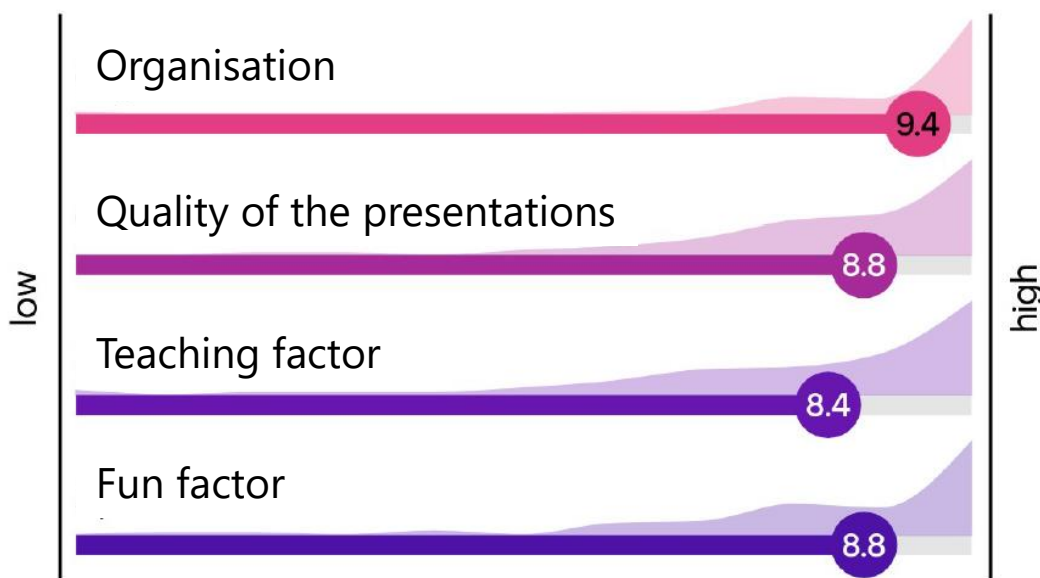 Organisation
9.4
Quality of the presentations
8.8
low
high
Teaching factor
8.4
Fun factor
8.8